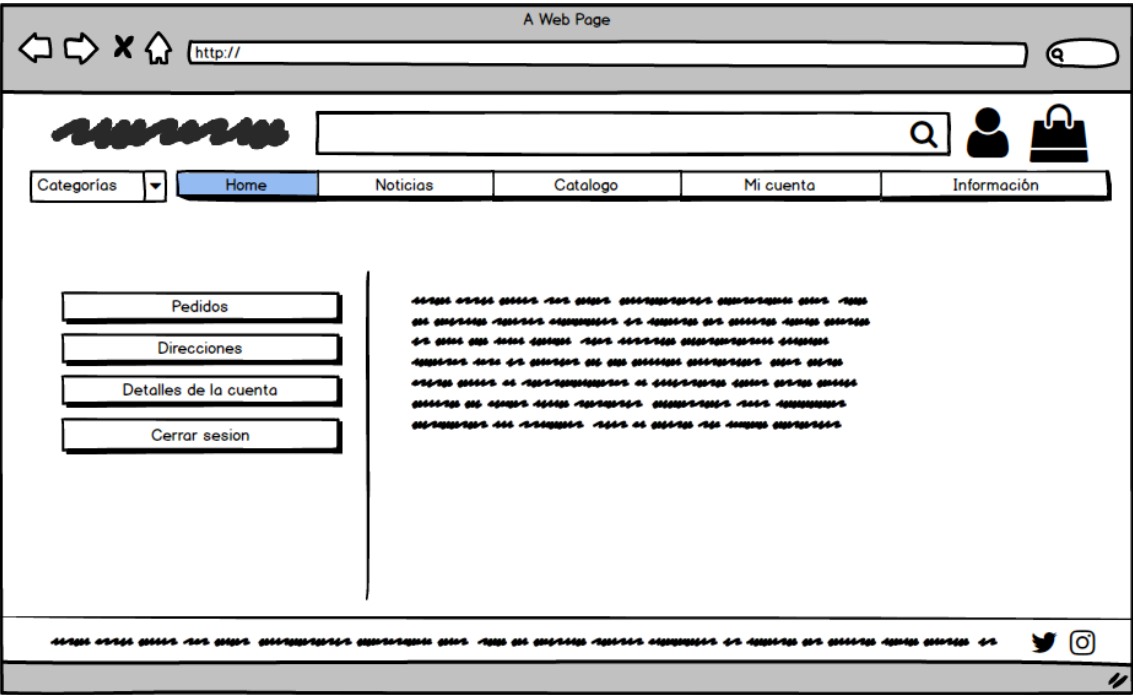 A Web Page
http://
Categorías Home Noticias Catalogo Mi cuenta Información
Pedidos
Direcciones
Detalles de la cuenta
Cerrar sesion